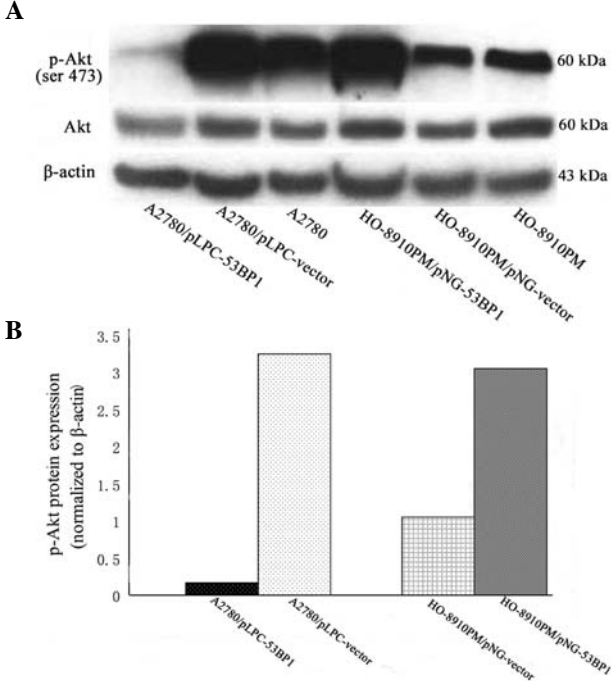 A
p-Akt
(ser 473)
60 kDa
Akt
60 kDa
β-actin
43 kDa
A2780/pLPC-53BP1
A2780/pLPC-vector
A2780
HO-8910PM/pNG-53BP1
HO-8910PM/pNG-vector
HO-8910PM
B
p-Akt protein expression
(normalized to β-actin)
3.5
3
2.5
2
1.5
1
0.5
0
A2780/pLPC-53BP1
A2780/pLPC-vector
HO-8910PM/pNG-vector
HO-8910PM/pNG-53BP1